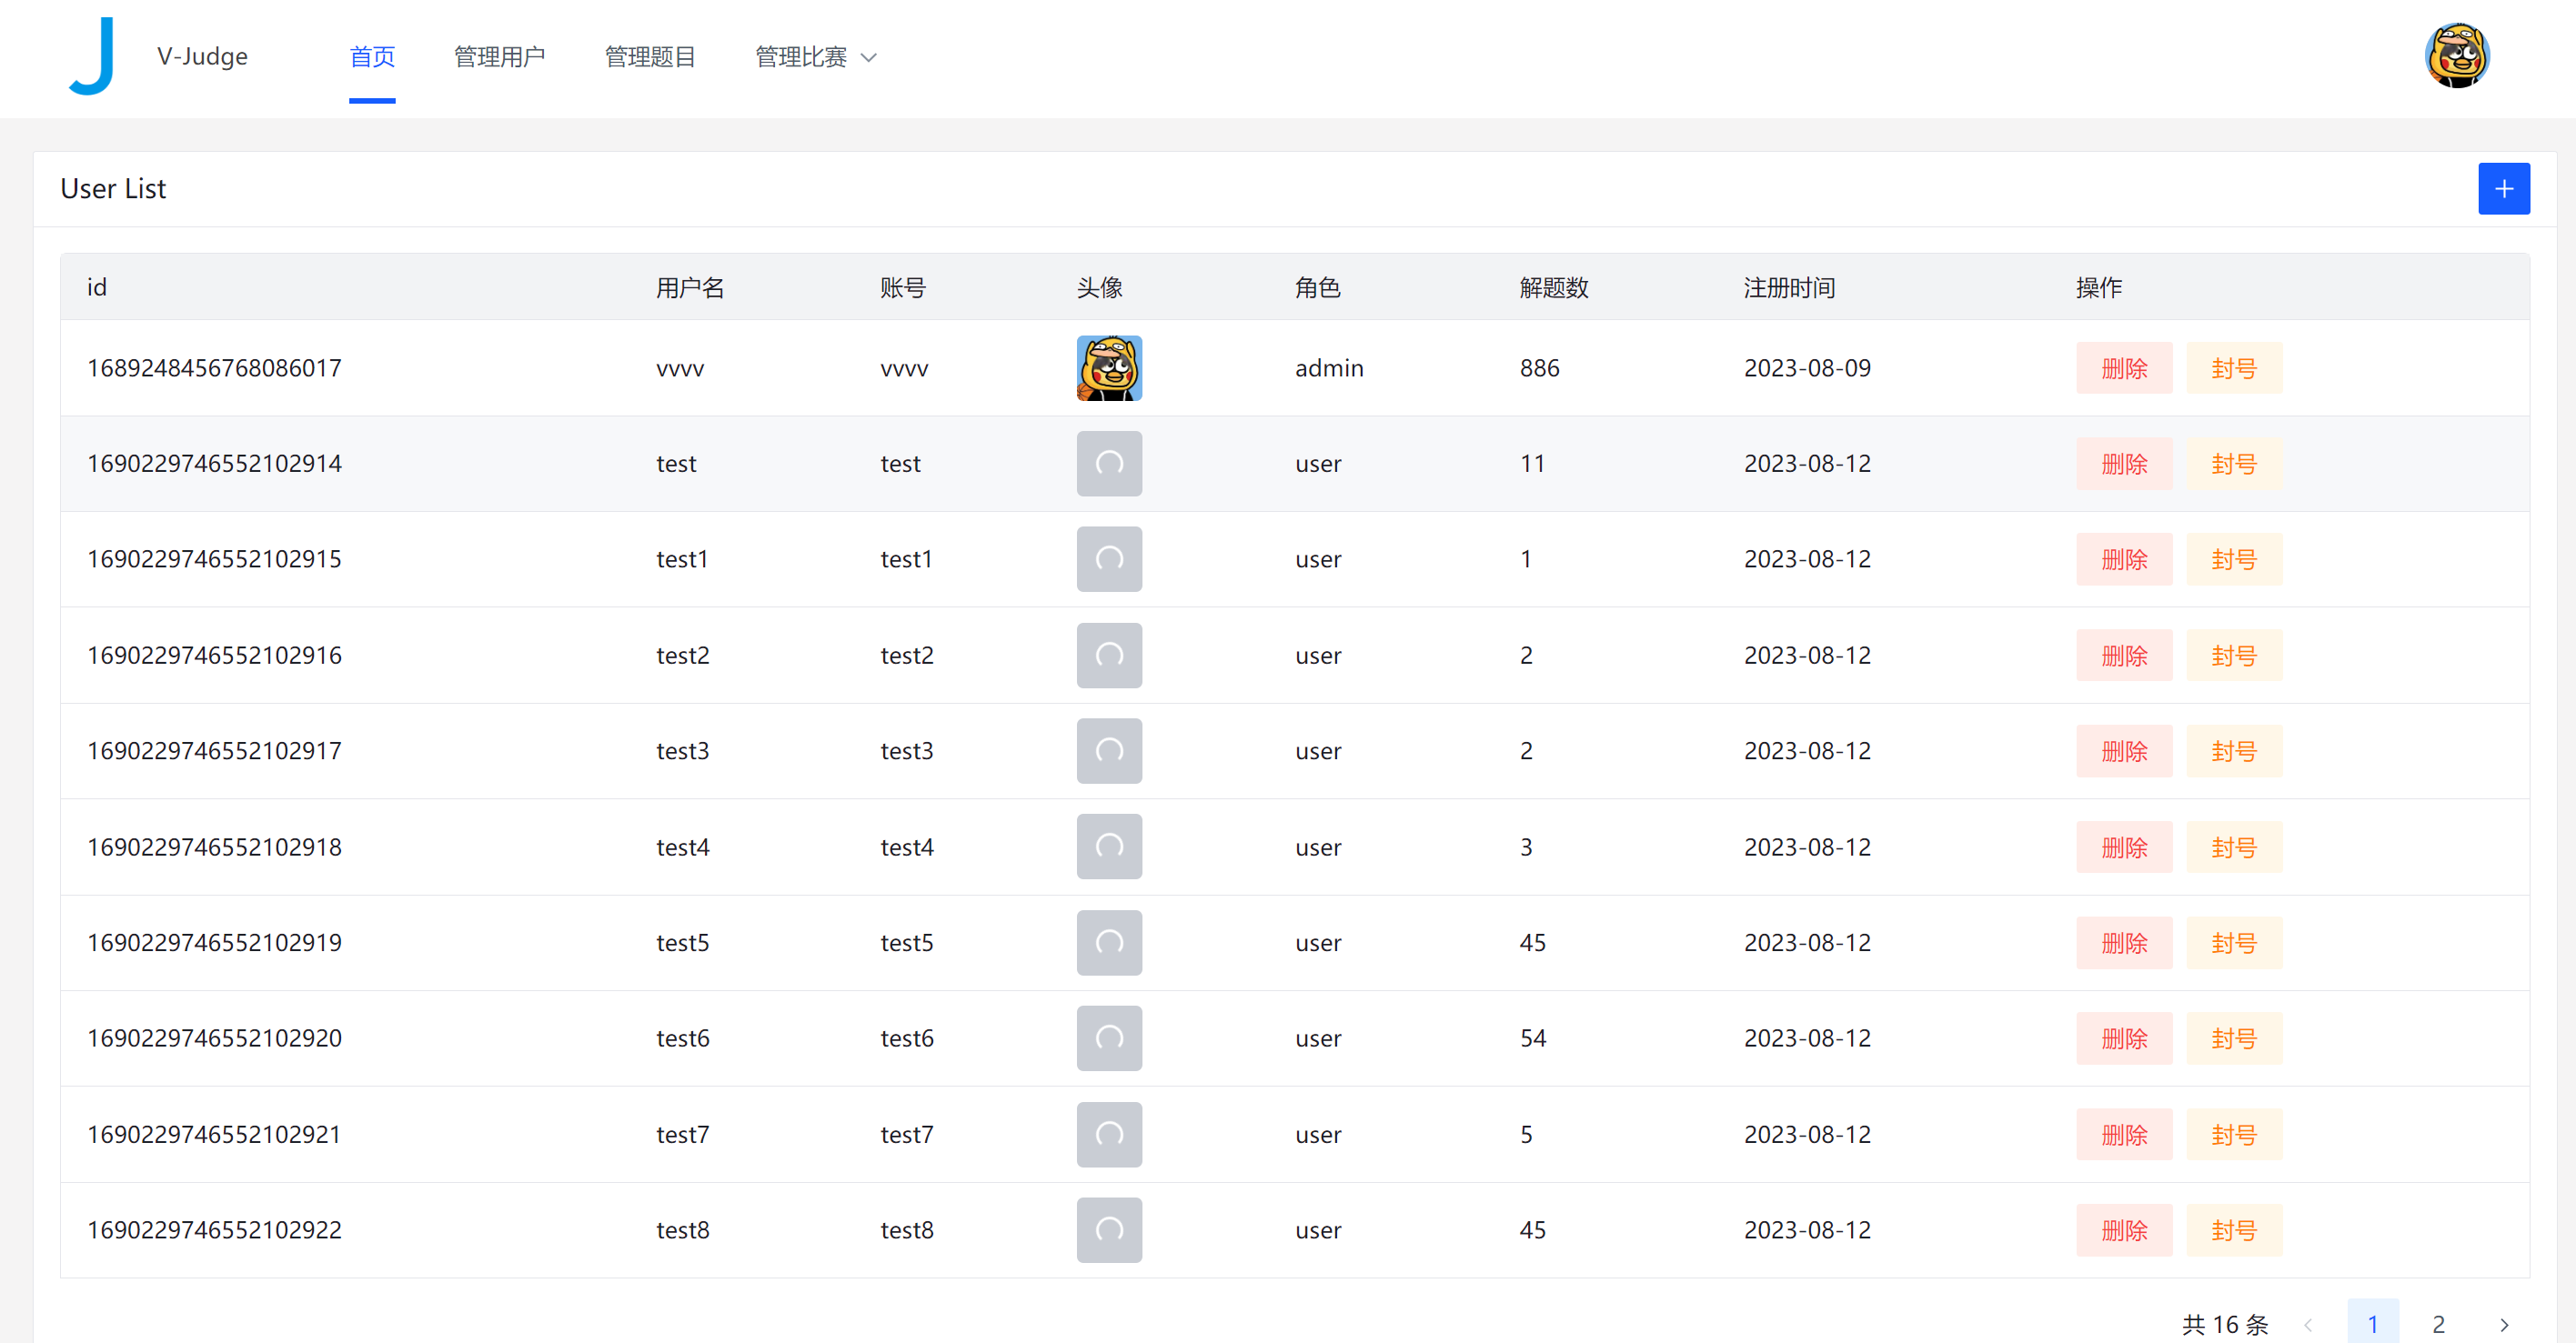 V-Judge 首页 管理用户 管理题目 管理比赛
User List
id 用户名 账号 头像 角色 解题数 注册时间 操作
1689248456768086017 vvvv vvvv admin 886 2023-08-09 删除 封号
1690229746552102914 test test user 11 2023-08-12 删除 封号
1690229746552102915 test1 test1 user 1 2023-08-12 删除 封号
1690229746552102916 test2 test2 user 2 2023-08-12 删除 封号
1690229746552102917 test3 test3 user 2 2023-08-12 删除 封号
1690229746552102918 test4 test4 user 3 2023-08-12 删除 封号
1690229746552102919 test5 test5 user 45 2023-08-12 删除 封号
1690229746552102920 test6 test6 user 54 2023-08-12 删除 封号
1690229746552102921 test7 test7 user 5 2023-08-12 删除 封号
1690229746552102922 test8 test8 user 45 2023-08-12 删除 封号
共 16 条 1 2